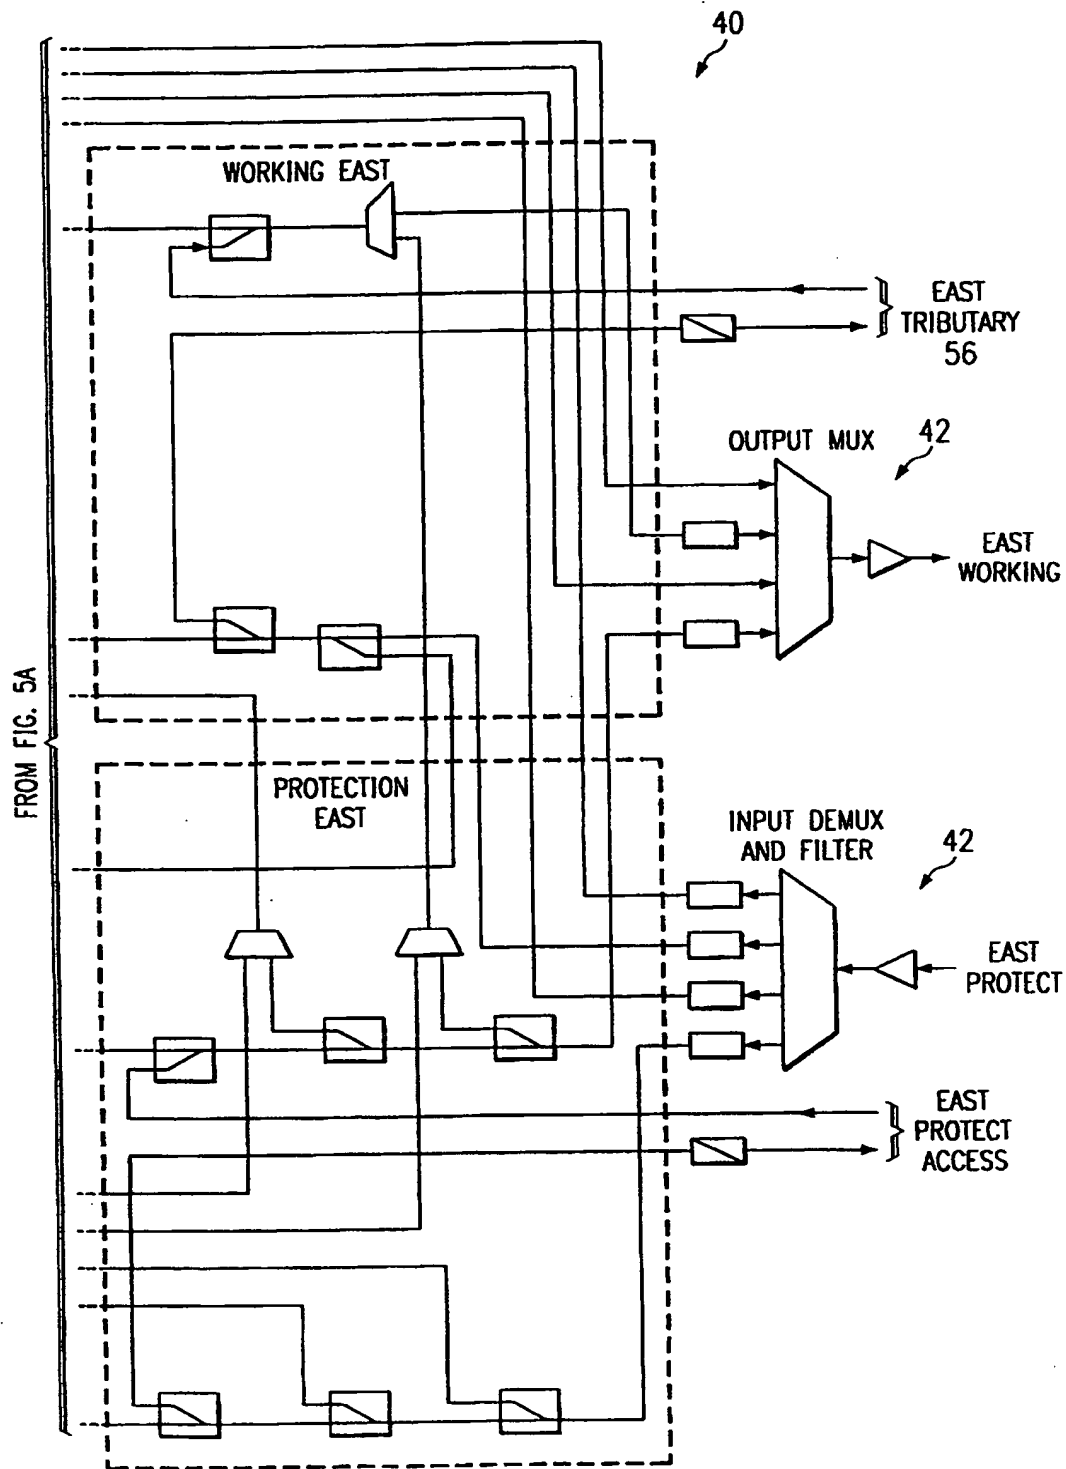 40
WORKING EAST
EAST
TRIBUTARY
56
OUTPUT MUX
42
EAST
WORKING
FROM FIG. 5A
PROTECTION
EAST
INPUT DEMUX
AND FILTER
42
EAST
PROTECT
EAST
PROTECT
ACCESS